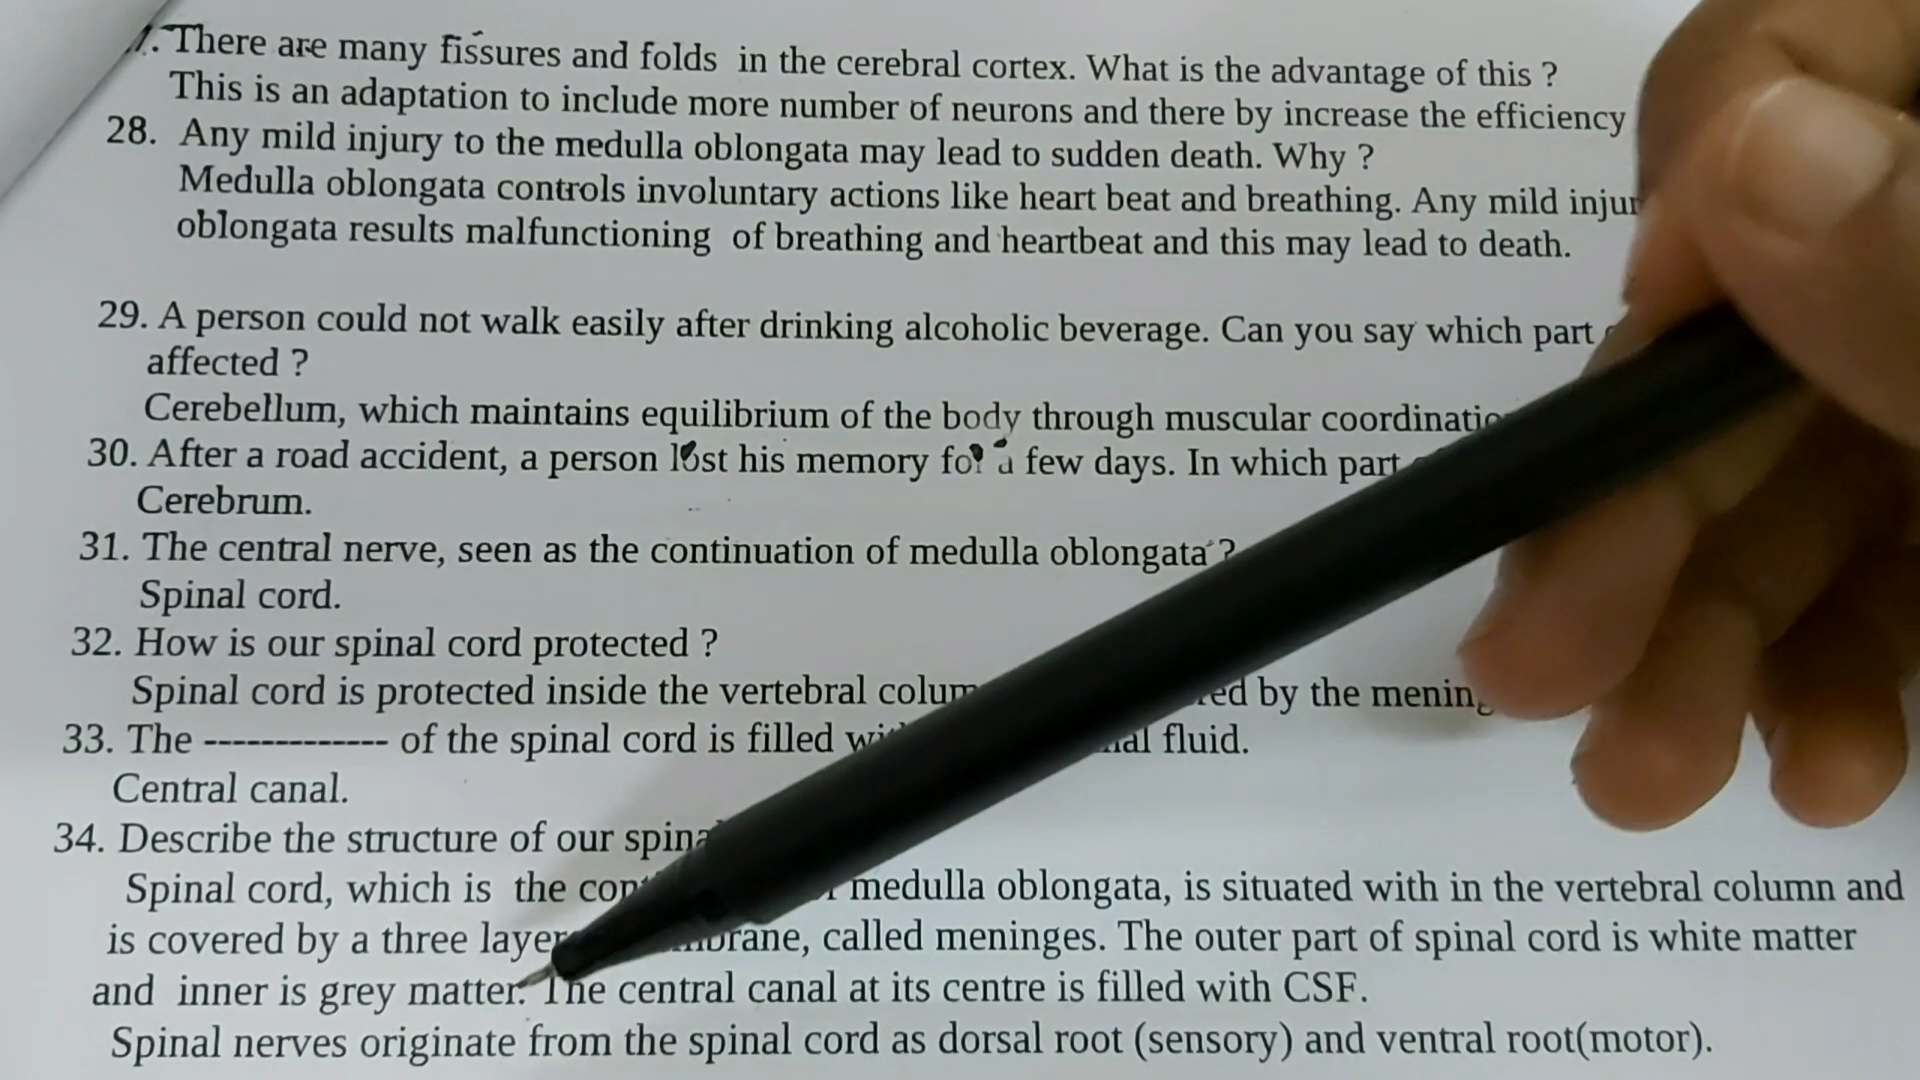 There are many fissures and folds in the cerebral cortex. What is the advantage of this ?
This is an adaptation to include more number of neurons and there by increase the efficiency
28. Any mild injury to the medulla oblongata may lead to sudden death. Why ?
Medulla oblongata controls involuntary actions like heart beat and breathing. Any mild
oblongata results malfunctioning of breathing and heartbeat and this may lead to death.
29. A person could not walk easily after drinking alcoholic beverage. Can you say which part
affected ?
Cerebellum, which maintains equilibrium of the body through muscular
30. After a road accident, a person lost his memory for a few days. In which part
Cerebrum.
31. The central nerve, seen as the continuation of medulla oblongata ?
Spinal cord.
32. How is our spinal cord protected ?
Spinal cord is protected inside the vertebral by the
33. The ------------- of the spinal cord is filled fluid.
Central canal.
34. Describe the structure of our
Spinal cord, which is the medulla oblongata, is situated with in the vertebral column and
is covered by a three called meninges. The outer part of spinal cord is white matter
and inner is grey matter. The central canal at its centre is filled with CSF.
Spinal nerves originate from the spinal cord as dorsal root (sensory) and ventral root(motor).